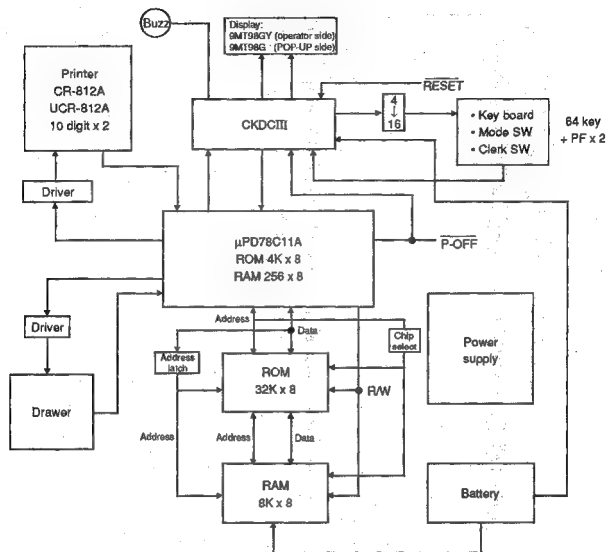 Buzz
Display:
9MT98GY (operator side)
9MT98G (POP-UP side)
Printer
CR-812A
UCR-812A
10 digit x 2
CKDCIII
RESET
4
16
• Key board
• Mode SW
• Clerk SW
64 key
+ PF x 2
Driver
µPD78C11A
ROM 4K x 8
RAM 256 x 8
P-OFF
Driver
Address
Data
Chip
select
Address
latch
ROM
32K x 8
R/W
Power
supply
Drawer
Address
Address
Data
RAM
8K x 8
Battery